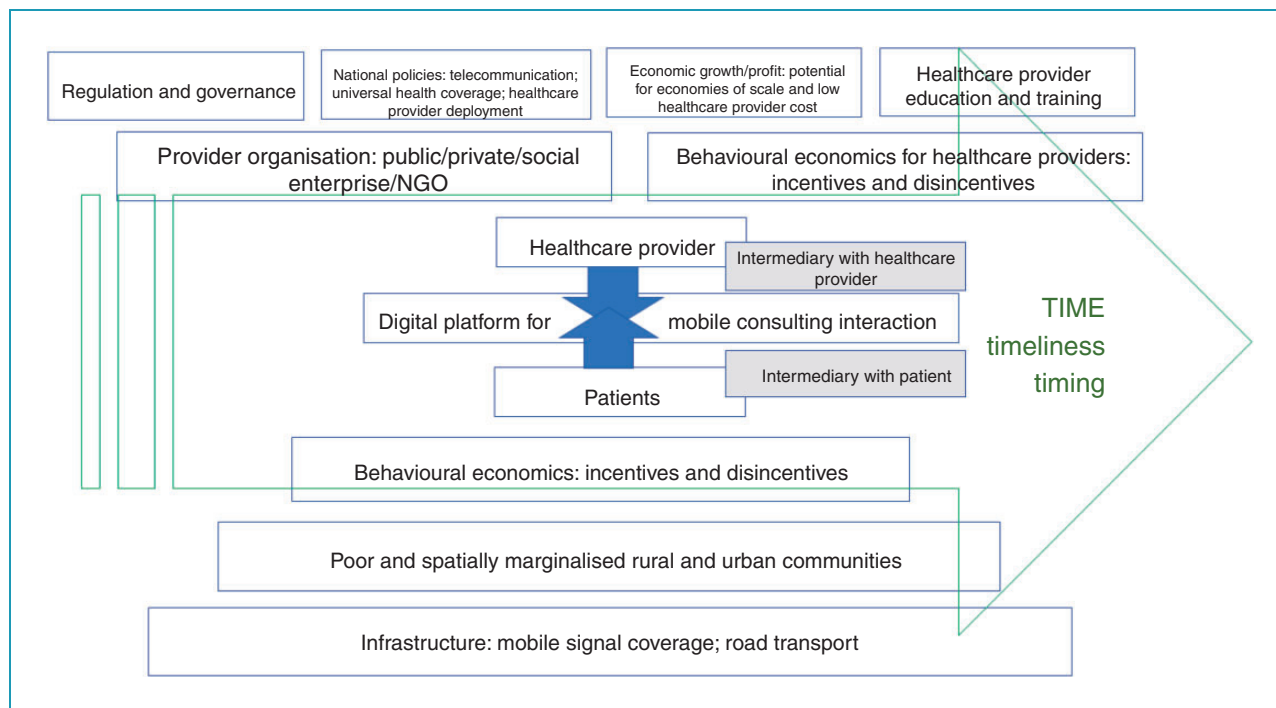 Regulation and governance
National policies: telecommunication;
universal health coverage; healthcare
provider deployment
Economic growth/profit: potential
for economies of scale and low
healthcare provider cost
Healthcare provider
education and training
Provider organisation: public/private/social
enterprise/NGO
Behavioural economics for healthcare providers:
incentives and disincentives
Healthcare provider
Intermediary with healthcare
provider
Digital platform for mobile consulting interaction
Intermediary with patient
Patients
TIME
timeliness
timing
Behavioural economics: incentives and disincentives
Poor and spatially marginalised rural and urban communities
Infrastructure: mobile signal coverage; road transport